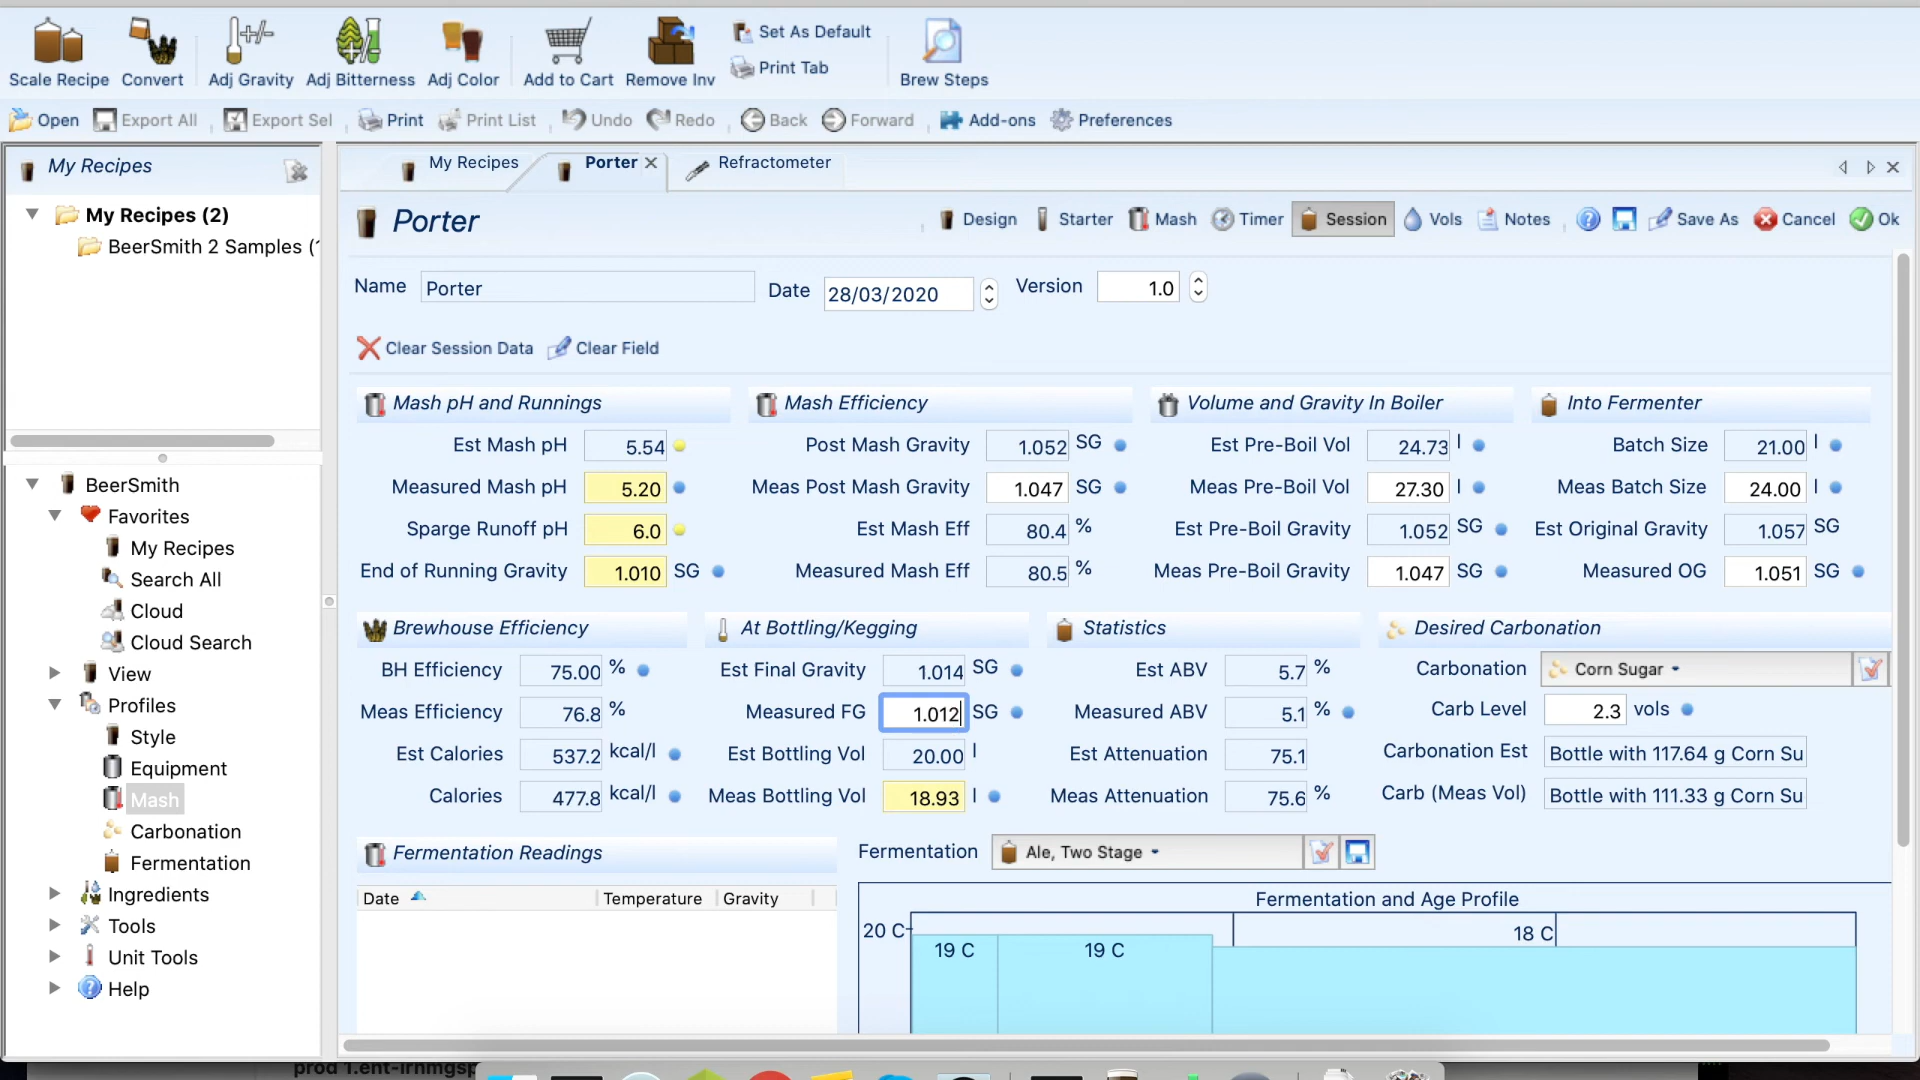 Scale Recipe Convert Adj Gravity Adj Bitterness Adj Color Add to Cart Remove Inv Set As Default Print Tab Brew Steps
Open Export All Export Sel Print Print List Undo Redo Back Forward Add-ons Preferences
My Recipes
My Recipes (2)
BeerSmith 2 Samples (
BeerSmith
Favorites
My Recipes
Search All
Cloud
Cloud Search
View
Profiles
Style
Equipment
Mash
Carbonation
Fermentation
Ingredients
Tools
Unit Tools
Help
My Recipes Porter Refractometer
Porter Design Starter Mash Timer Session Vols Notes Save As Cancel Ok
Name Porter Date 28/03/2020 Version 1.0
Clear Session Data Clear Field
Mash pH and Runnings
Est Mash pH 5.54
Measured Mash pH 5.20
Sparge Runoff pH 6.0
End of Running Gravity 1.010 SG
Mash Efficiency
Post Mash Gravity 1.052 SG
Meas Post Mash Gravity 1.047 SG
Est Mash Eff 80.4 %
Measured Mash Eff 80.5 %
Volume and Gravity In Boiler
Est Pre-Boil Vol 24.73 l
Meas Pre-Boil Vol 27.30 l
Est Pre-Boil Gravity 1.052 SG
Meas Pre-Boil Gravity 1.047 SG
Into Fermenter
Batch Size 21.00 l
Meas Batch Size 24.00 l
Est Original Gravity 1.057 SG
Measured OG 1.051 SG
Brewhouse Efficiency
BH Efficiency 75.00 %
Meas Efficiency 76.8 %
Est Calories 537.2 kcal/l
Calories 477.8 kcal/l
At Bottling/Kegging
Est Final Gravity 1.014 SG
Measured FG 1.012 SG
Est Bottling Vol 20.00 l
Meas Bottling Vol 18.93 l
Statistics
Est ABV 5.7 %
Measured ABV 5.1 %
Est Attenuation 75.1
Meas Attenuation 75.6 %
Desired Carbonation
Carbonation Corn Sugar
Carb Level 2.3 vols
Carbonation Est Bottle with 117.64 g Corn Su
Carb (Meas Vol) Bottle with 111.33 g Corn Su
Fermentation Readings
Date Temperature Gravity
Fermentation Ale, Two Stage
Fermentation and Age Profile
20 C
19 C 19 C 18 C